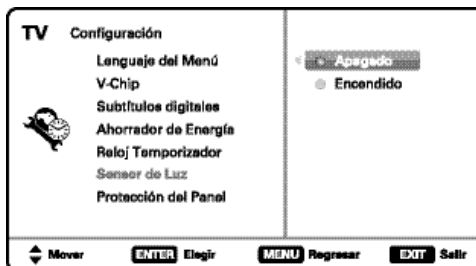 TV Configuración
Lenguaje del Menú
Apagado
V-Chip
Encendido
Subtítulos digitales
Ahorrador de Energía
Reloj Temporizador
Sensor de Luz
Protección del Panel
Mover ENTER Elegir MENU Regresar EXIT Salir